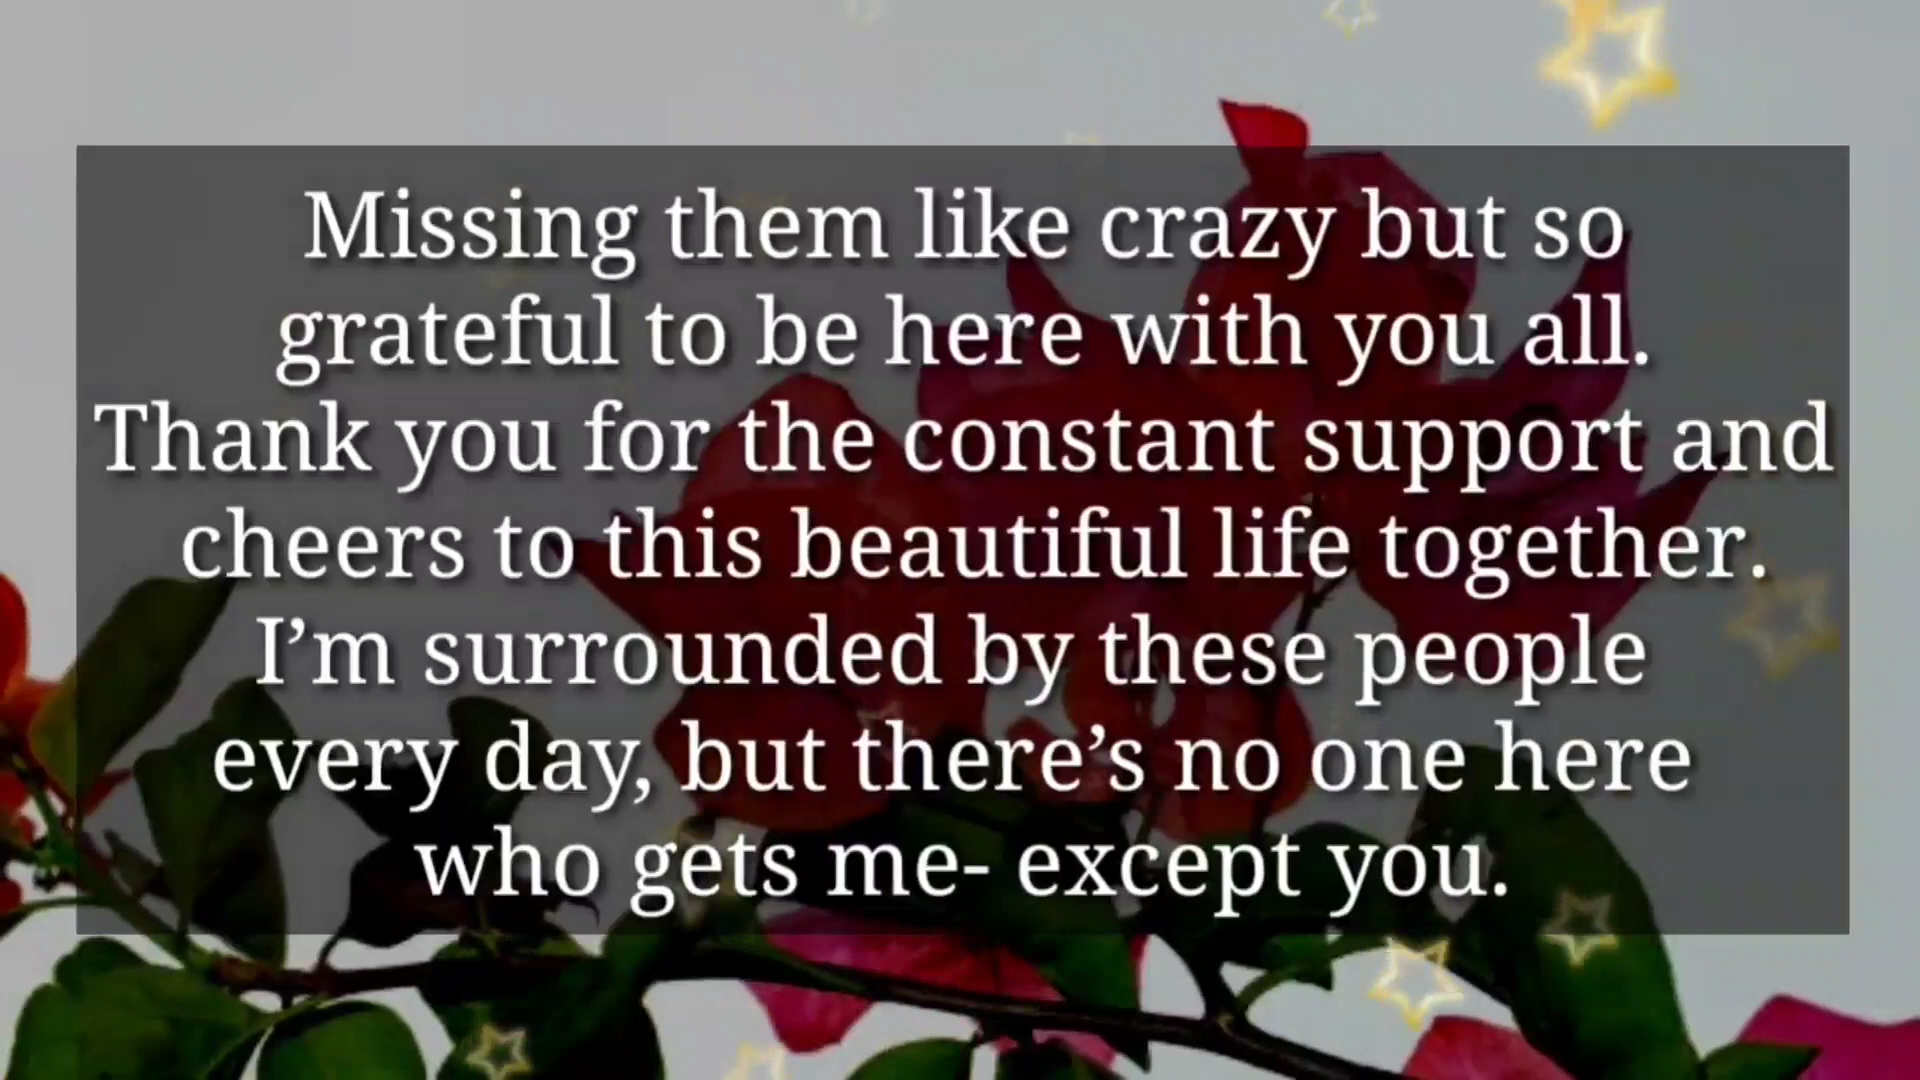 Missing them like crazy but so
grateful to be here with you all.
Thank you for the constant support and
cheers to this beautiful life together.
I’m surrounded by these people
every day, but there’s no one here
who gets me- except you.